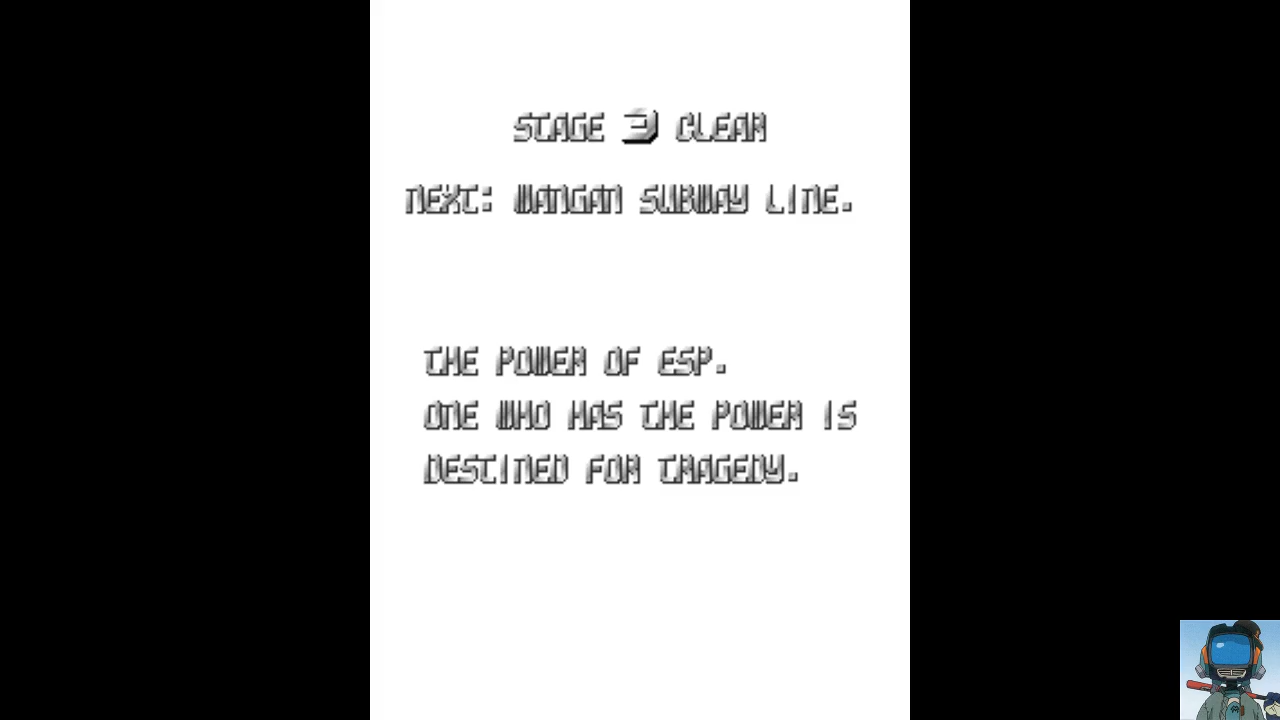 STAGE 3 CLEAR
NEXT: WANGAN SUBWAY LINE.
THE POWER OF ESP.
ONE WHO HAS THE POWER IS
DESTINED FOR TRAGEDY.